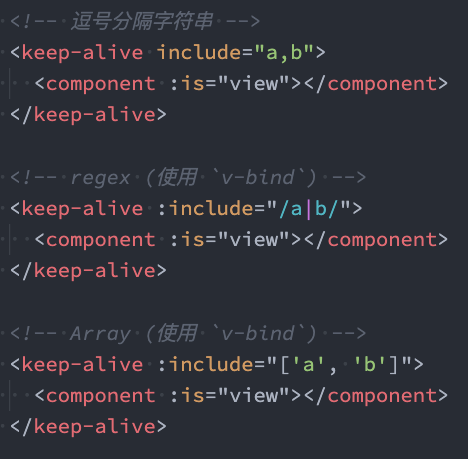 <!-- 逗号分隔字符串 -->
<keep-alive include="a,b">
  <component :is="view"></component>
</keep-alive>

<!-- regex (使用 `v-bind`) -->
<keep-alive :include="/a|b/">
  <component :is="view"></component>
</keep-alive>

<!-- Array (使用 `v-bind`) -->
<keep-alive :include="['a', 'b']">
  <component :is="view"></component>
</keep-alive>